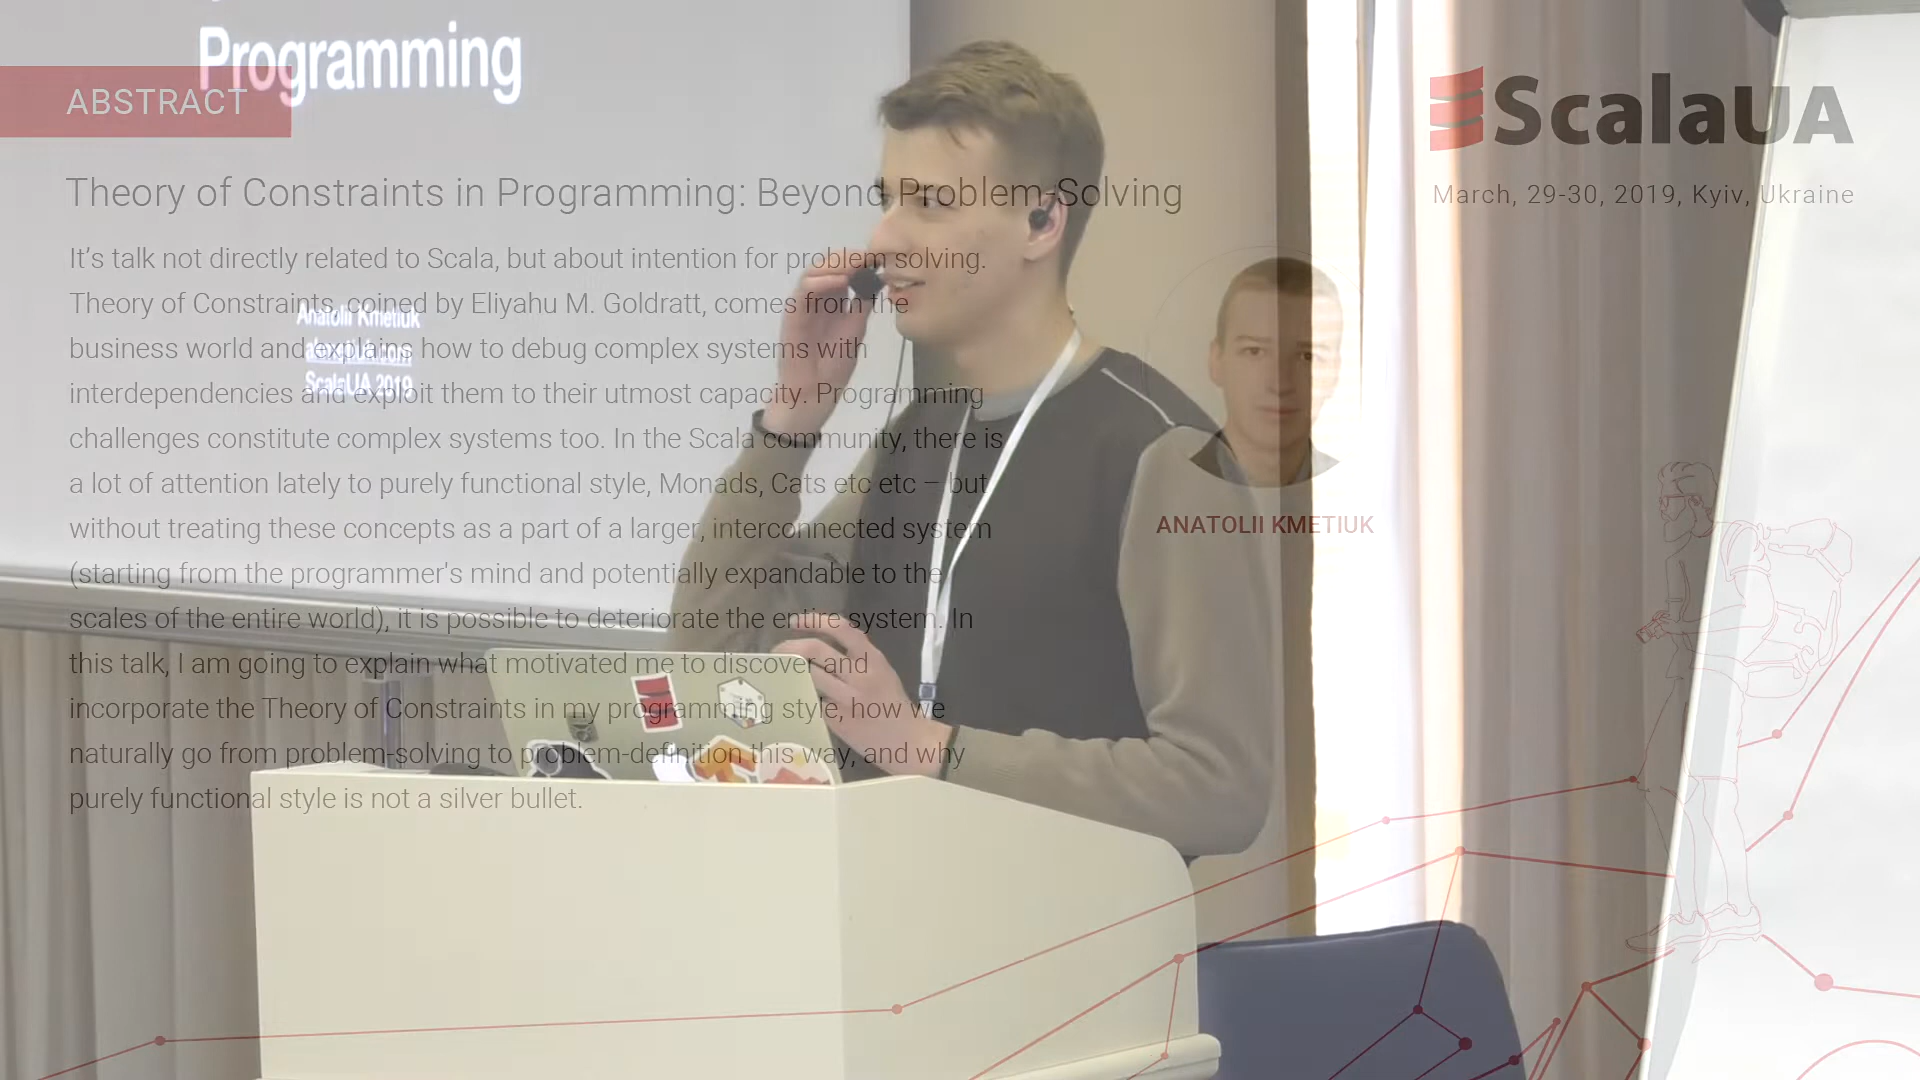 Programming
ABSTRACT
ScalaUA
March, 29-30, 2019, Kyiv, Ukraine
Theory of Constraints in Programming: Beyond Problem-Solving
It’s talk not directly related to Scala, but about intention for problem solving.
Theory of Constraints, coined by Eliyahu M. Goldratt, comes from the
business world and explains how to debug complex systems with
interdependencies and exploit them to their utmost capacity. Programming
challenges constitute complex systems too. In the Scala community, there is
a lot of attention lately to purely functional style, Monads, Cats etc etc – but
without treating these concepts as a part of a larger, interconnected system
(starting from the programmer's mind and potentially expandable to the
scales of the entire world), it is possible to deteriorate the entire system. In
this talk, I am going to explain what motivated me to discover and
incorporate the Theory of Constraints in my programming style, how we
naturally go from problem-solving to problem-definition this way, and why
purely functional style is not a silver bullet.
Anatolii Kmetiuk
ScalaUA 2019
ANATOLII KMETIUK